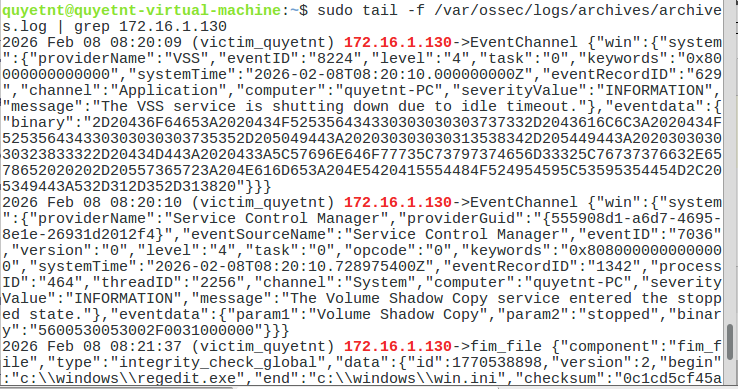 quyetnt@quyetnt-virtual-machine:~$ sudo tail -f /var/ossec/logs/archives/archive
s.log | grep 172.16.1.130
2026 Feb 08 08:20:09 (victim_quyetnt) 172.16.1.130->EventChannel {"win":{"system
":{"providerName":"VSS","eventID":"8224","level":"4","task":"0","keywords":"0x80
000000000000","systemTime":"2026-02-08T08:20:10.000000000Z","eventRecordID":"629
","channel":"Application","computer":"quyetnt-PC","severityValue":"INFORMATION",
"message":"The VSS service is shutting down due to idle timeout."},"eventdata":{
"binary":"2D20436F64653A2020434F525356433030303030303737332D2043616C6C3A2020434F
525356434330303030303735352D205049443A202030303030313538342D205449443A2020303030
30323833322D20434D443A2020433A5C57696E646F77735C73797374656D33325C76737376632E65
78652020202D20557365723A204E616D653A204E5420415554484F524954595C53595354454D2C20
5349443A532D312D352D313820"}}}
2026 Feb 08 08:20:10 (victim_quyetnt) 172.16.1.130->EventChannel {"win":{"system
":{"providerName":"Service Control Manager","providerGuid":"{555908d1-a6d7-4695-
8e1e-26931d2012f4}","eventSourceName":"Service Control Manager","eventID":"7036"
,"version":"0","level":"4","task":"0","opcode":"0","keywords":"0x808000000000000
0","systemTime":"2026-02-08T08:20:10.728975400Z","eventRecordID":"1342","process
ID":"464","threadID":"2256","channel":"System","computer":"quyetnt-PC","severity
Value":"INFORMATION","message":"The Volume Shadow Copy service entered the stopp
ed state."},"eventdata":{"param1":"Volume Shadow Copy","param2":"stopped","binar
y":"5600530053002F0031000000"}}}
2026 Feb 08 08:21:37 (victim_quyetnt) 172.16.1.130->fim_file {"component":"fim_f
ile","type":"integrity_check_global","data":{"id":1770538898,"version":2,"begin"
:"c:\\windows\\regedit.exe","end":"c:\\windows\\win.ini","checksum":"0c1cd5cf45a